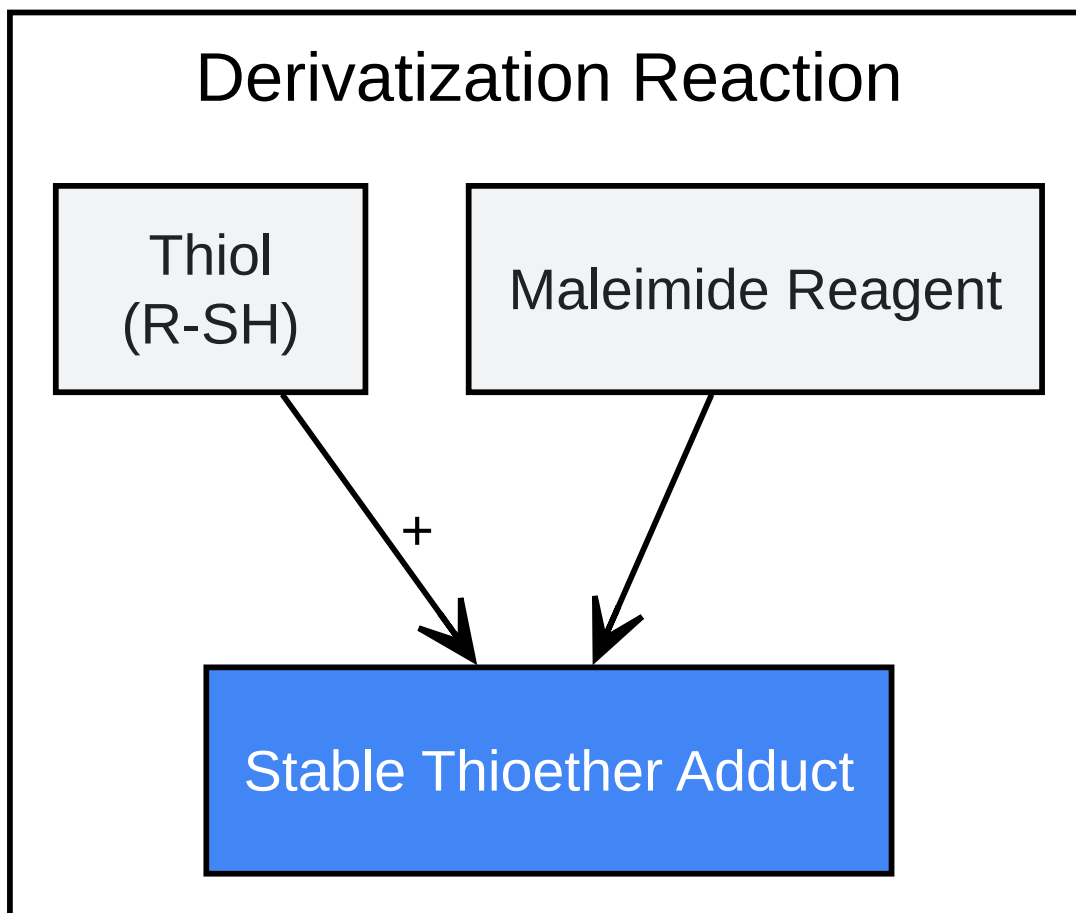 Derivatization Reaction
Thiol
(R-SH)
Maleimide Reagent
+
Stable Thioether Adduct